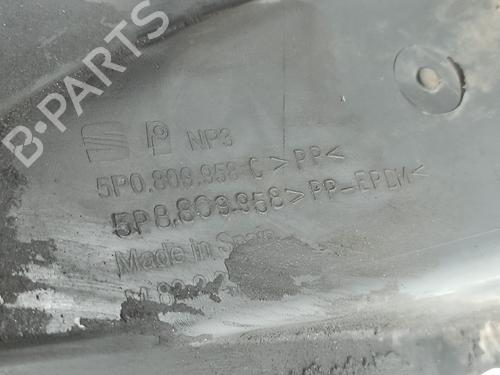 B-PARTS
NP3
5P0.809.958-C >PP<
5P8.809.958>PP-EPDM<
Made in Spain